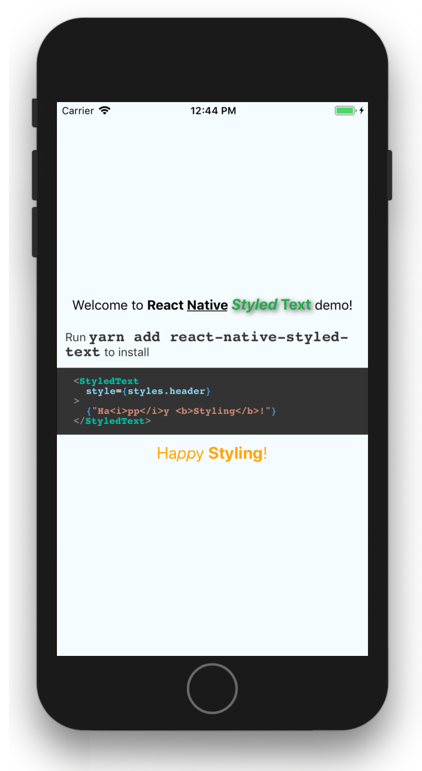 Carrier 12:44 PM
Welcome to React Native Styled Text demo!
Run yarn add react-native-styled-
text to install
<StyledText
style={styles.header}
>
{"Ha<i>pp</i>y <b>Styling</b>!"}
</StyledText>
Happy Styling!